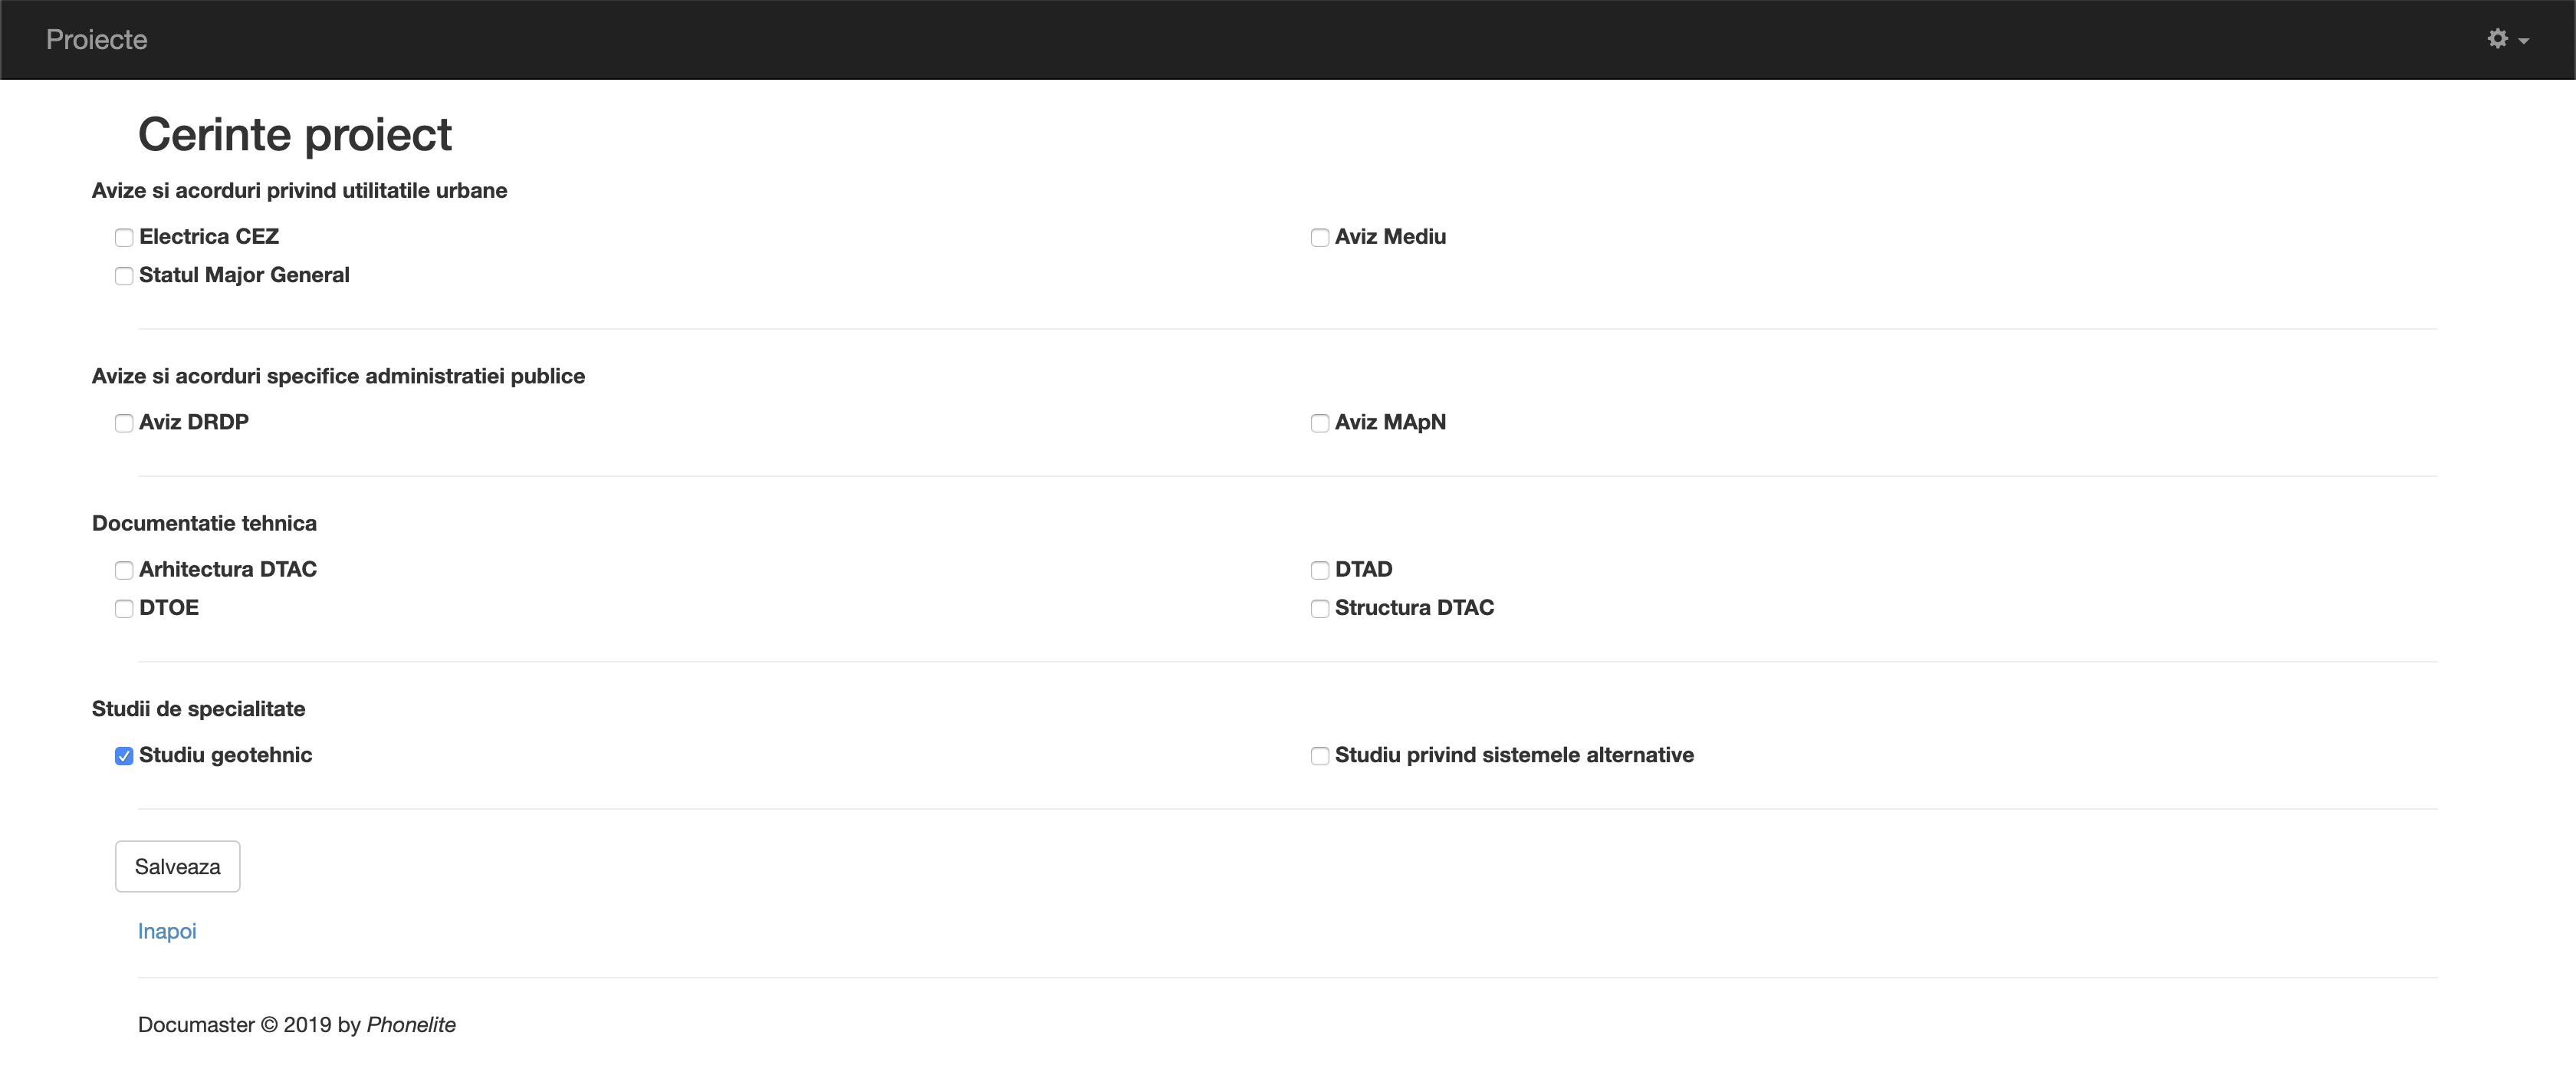 Proiecte
Cerinte proiect
Avize si acorduri privind utilitatile urbane
Electrica CEZ
Aviz Mediu
Statul Major General
Avize si acorduri specifice administratiei publice
Aviz DRDP
Aviz MApN
Documentatie tehnica
Arhitectura DTAC
DTAD
DTOE
Structura DTAC
Studii de specialitate
Studiu geotehnic
Studiu privind sistemele alternative
Salveaza
Inapoi
Documaster © 2019 by Phonelite